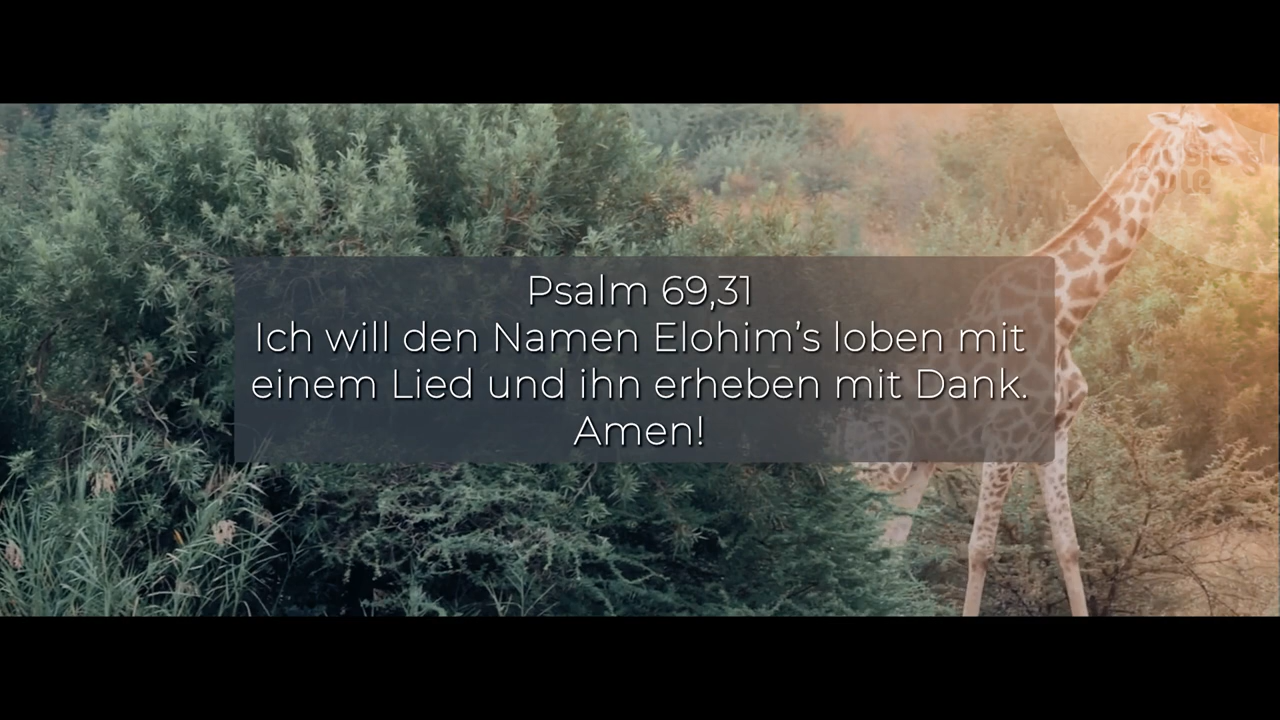 Psalm 69,31
Ich will den Namen Elohim’s loben mit
einem Lied und ihn erheben mit Dank.
Amen!